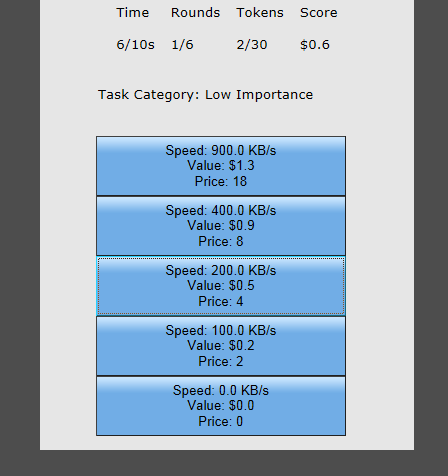 Time Rounds Tokens Score
6/10s 1/6 2/30 $0.6
Task Category: Low Importance
Speed: 900.0 KB/s
Value: $1.3
Price: 18
Speed: 400.0 KB/s
Value: $0.9
Price: 8
Speed: 200.0 KB/s
Value: $0.5
Price: 4
Speed: 100.0 KB/s
Value: $0.2
Price: 2
Speed: 0.0 KB/s
Value: $0.0
Price: 0